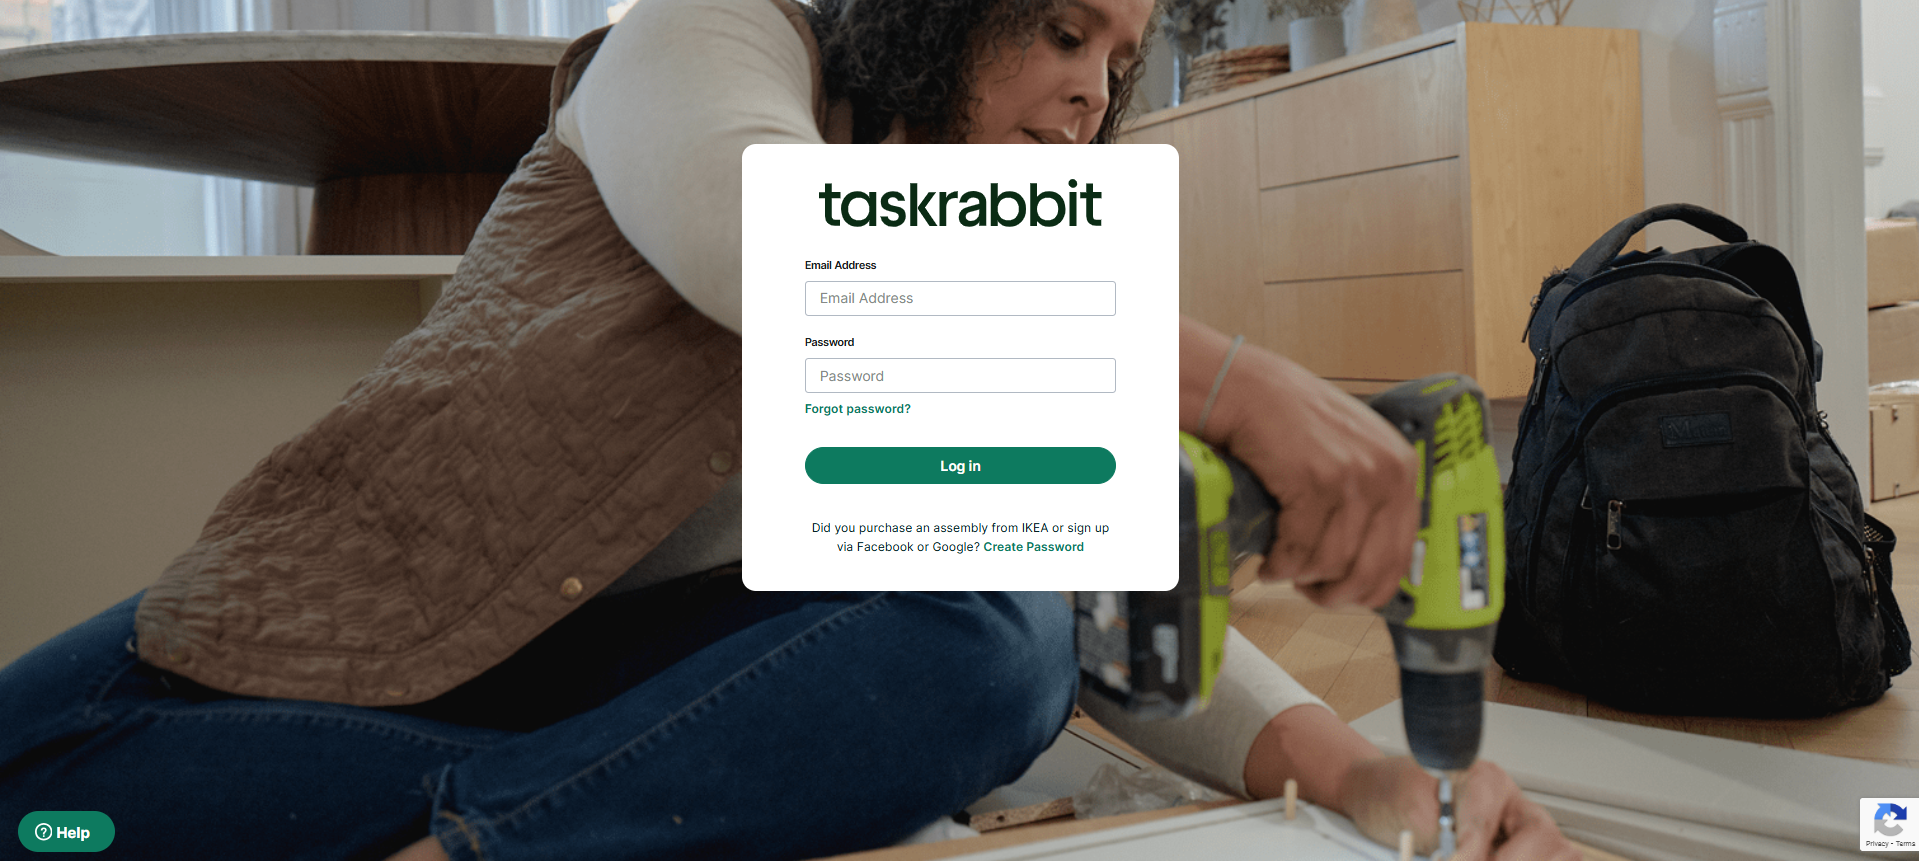 taskrabbit
Email Address
Email Address
Password
Password
Forgot password?
Log in
Did you purchase an assembly from IKEA or sign up
via Facebook or Google? Create Password
Help
Privacy - Terms